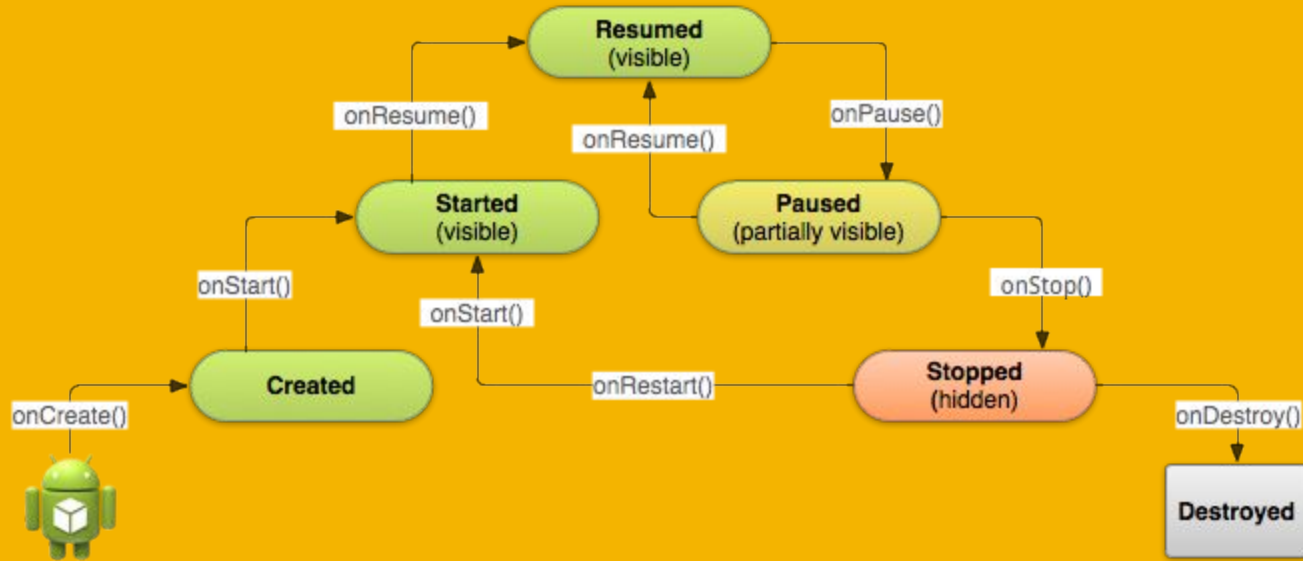 Resumed
(visible)
onResume()
onResume()
onPause()
Started
(visible)
Paused
(partially visible)
onStart()
onStart()
onStop()
Created
onRestart()
Stopped
(hidden)
onCreate()
onDestroy()
Destroyed